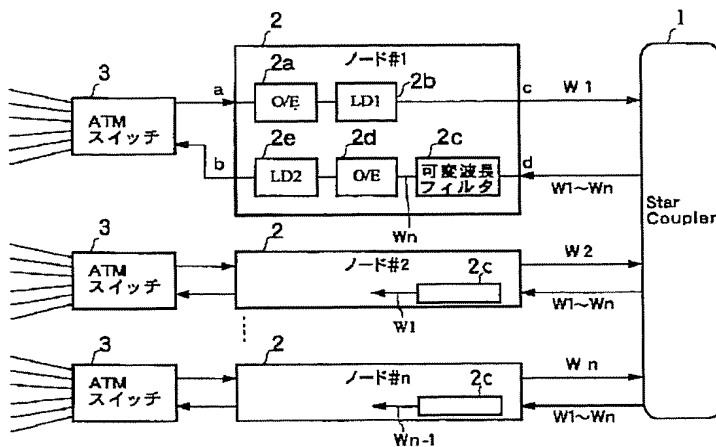 2
ノード#1
1
3
2a
2b
a
O/E
LD1
c
W1
ATM
スイッチ
2e
2d
2c
b
LD2
O/E
可変波長
フィルタ
d
Wn
W1~Wn
Star
Coupler
3
2
ノード#2
2c
W2
ATM
スイッチ
W1
W1~Wn
3
2
ノード#n
2c
Wn
ATM
スイッチ
Wn-1
W1~Wn